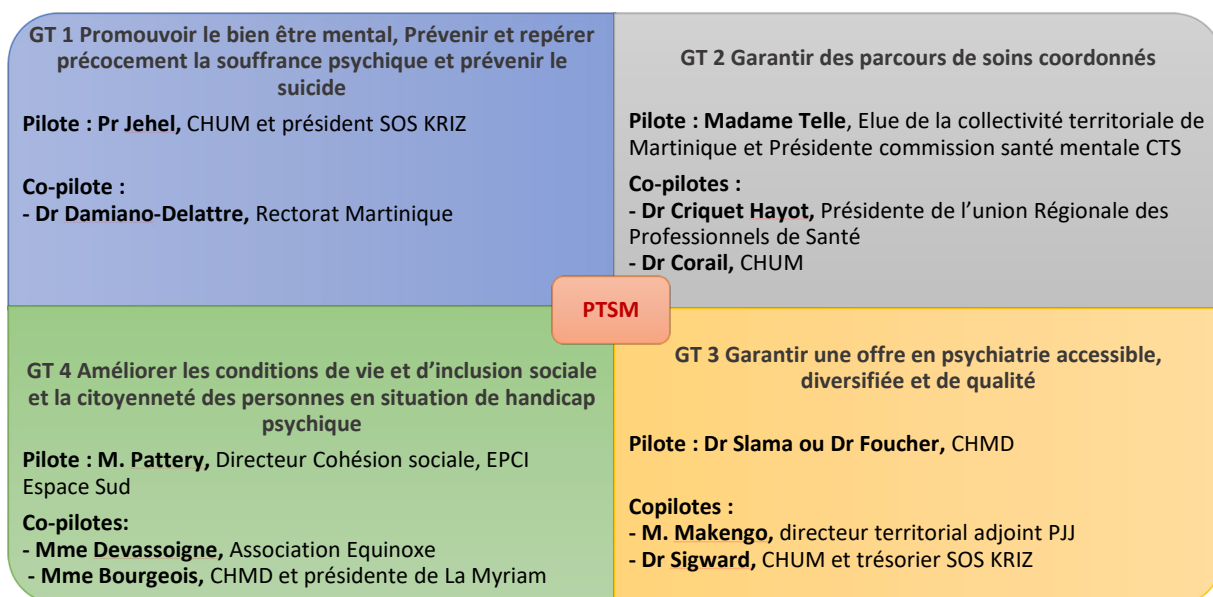 GT 1 Promouvoir le bien être mental, Prévenir et repérer
précocement la souffrance psychique et prévenir le
suicide
Pilote : Pr Jehel, CHUM et président SOS KRIZ
Co-pilote :
- Dr Damiano-Delattre, Rectorat Martinique
GT 2 Garantir des parcours de soins coordonnés
Pilote : Madame Telle, Elue de la collectivité territoriale de
Martinique et Présidente commission santé mentale CTS
Co-pilotes :
- Dr Criquet Hayot, Présidente de l’union Régionale des
Professionnels de Santé
- Dr Corail, CHUM
PTSM
GT 4 Améliorer les conditions de vie et d’inclusion sociale
et la citoyenneté des personnes en situation de handicap
psychique
Pilote : M. Pattery, Directeur Cohésion sociale, EPCI
Espace Sud
Co-pilotes:
- Mme Devassoigne, Association Equinoxe
- Mme Bourgeois, CHMD et présidente de La Myriam
GT 3 Garantir une offre en psychiatrie accessible,
diversifiée et de qualité
Pilote : Dr Slama ou Dr Foucher, CHMD
Copilotes :
- M. Makengo, directeur territorial adjoint PJJ
- Dr Sigward, CHUM et trésorier SOS KRIZ